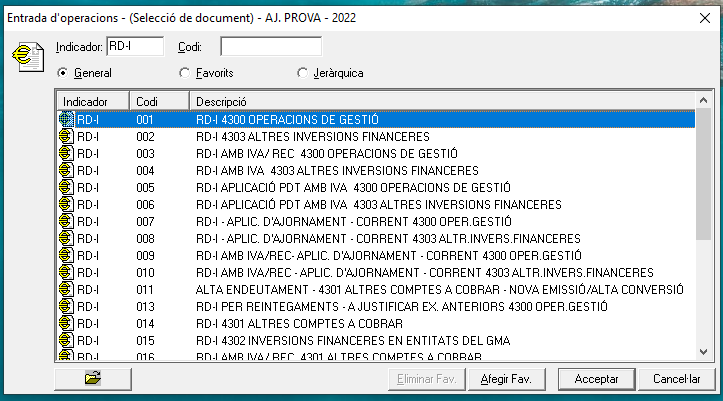 Entrada d'operacions - (Selecció de document) - AJ. PROVA - 2022
Indicador: RD-I Codi:
General Favorits Jeràrquica
Indicador Codi Descripció
RD-I 001 RD-I 4300 OPERACIONS DE GESTIÓ
RD-I 002 RD-I 4303 ALTRES INVERSIONS FINANCERES
RD-I 003 RD-I AMB IVA/ REC 4300 OPERACIONS DE GESTIÓ
RD-I 004 RD-I AMB IVA 4303 ALTRES INVERSIONS FINANCERES
RD-I 005 RD-I APLICACIÓ PDT AMB IVA 4300 OPERACIONS DE GESTIÓ
RD-I 006 RD-I APLICACIÓ PDT AMB IVA 4303 ALTRES INVERSIONS FINANCERES
RD-I 007 RD-I - APLIC. D'AJORNAMENT - CORRENT 4300 OPER.GESTIÓ
RD-I 008 RD-I - APLIC. D'AJORNAMENT - CORRENT 4303 ALTR.INVERS.FINANCERES
RD-I 009 RD-I AMB IVA/REC- APLIC. D'AJORNAMENT - CORRENT 4300 OPER.GESTIÓ
RD-I 010 RD-I AMB IVA/REC - APLIC. D'AJORNAMENT - CORRENT 4303 ALTR.INVERS.FINANCERES
RD-I 011 ALTA ENDEUTAMENT - 4301 ALTRES COMPTES A COBRAR - NOVA EMISSIÓ/ALTA CONVERSIÓ
RD-I 013 RD-I PER REINTEGAMENTS - A JUSTIFICAR EX. ANTERIORS 4300 OPER.GESTIÓ
RD-I 014 RD-I 4301 ALTRES COMPTES A COBRAR
RD-I 015 RD-I 4302 INVERSIONS FINANCERES EN ENTITATS DEL GMA
RD-I 016 RD-I AMB IVA/ REC 4301 ALTRES COMPTES A COBRAR
Eliminar Fav. Afegir Fav. Acceptar Cancel·lar